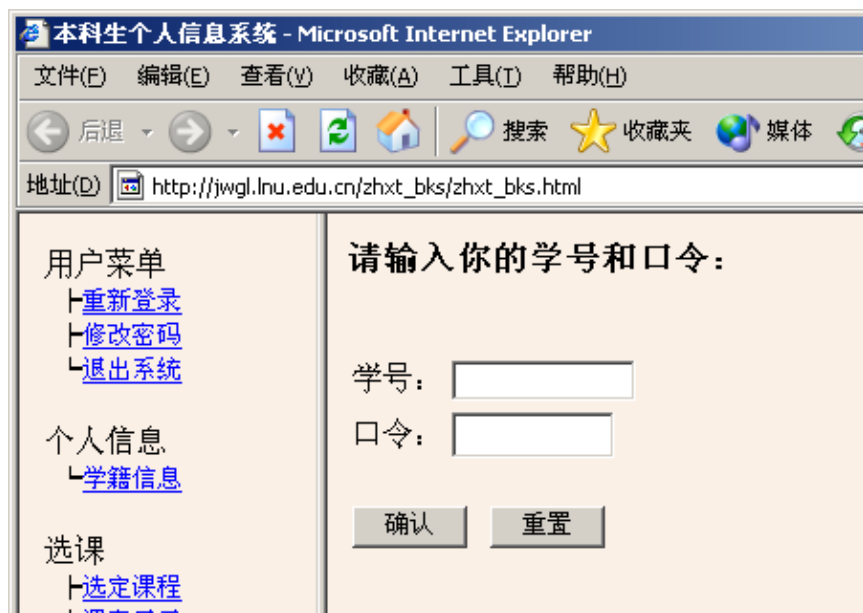 本科生个人信息系统 - Microsoft Internet Explorer
文件(F) 编辑(E) 查看(V) 收藏(A) 工具(T) 帮助(H)
后退 搜索 收藏夹 媒体
地址(D) http://jwgl.lnu.edu.cn/zhxt_bks/zhxt_bks.html
用户菜单
重新登录
修改密码
退出系统
个人信息
学籍信息
选课
选定课程
请输入你的学号和口令：
学号：
口令：
确认 重置